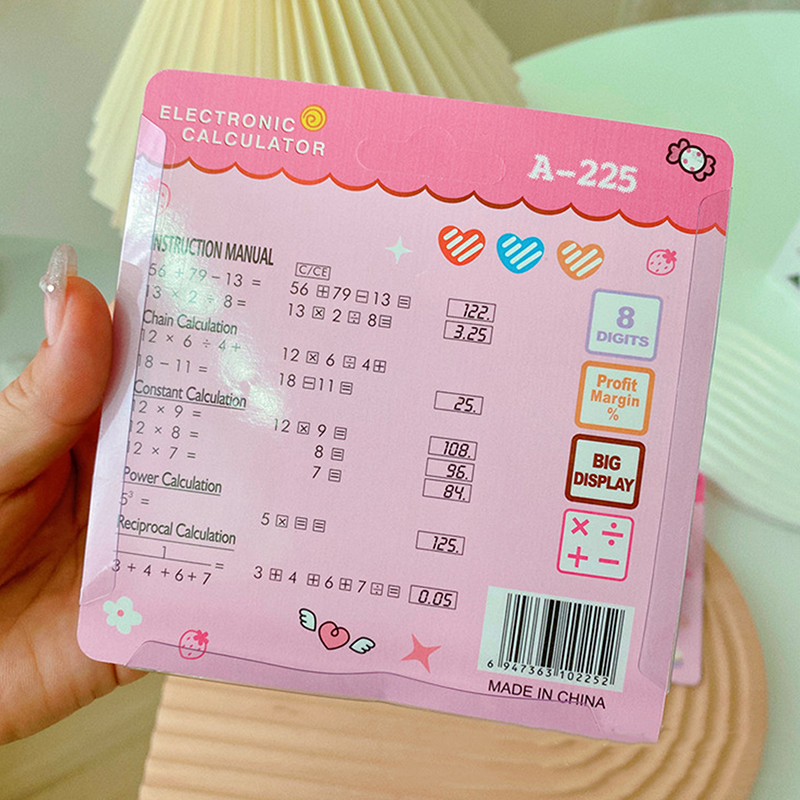 ELECTRONIC
CALCULATOR
A-225
INSTRUCTION MANUAL
C/CE
56 + 79 − 13 = 56 ⊞ 79 ⊟ 13 ⊜ 122.
13 × 2 ÷ 8 = 13 ⊠ 2 ÷ 8 ⊜ 3.25
Chain Calculation
12 × 6 ÷ 4 + 12 ⊠ 6 ÷ 4 ⊞
18 − 11 = 18 ⊟ 11 ⊜ 25.
Constant Calculation
12 × 9 = 12 ⊠ 9 ⊜ 108.
12 × 8 = 8 ⊜ 96.
12 × 7 = 7 ⊜ 84.
Power Calculation
5³ = 5 ⊠ ⊜ ⊜ 125.
Reciprocal Calculation
1
3 + 4 + 6 + 7 = 3 ⊞ 4 ⊞ 6 ⊞ 7 ÷ ⊜ 0.05
8
DIGITS
Profit
Margin
%
BIG
DISPLAY
× ÷
+ −
6 947363 102252
MADE IN CHINA